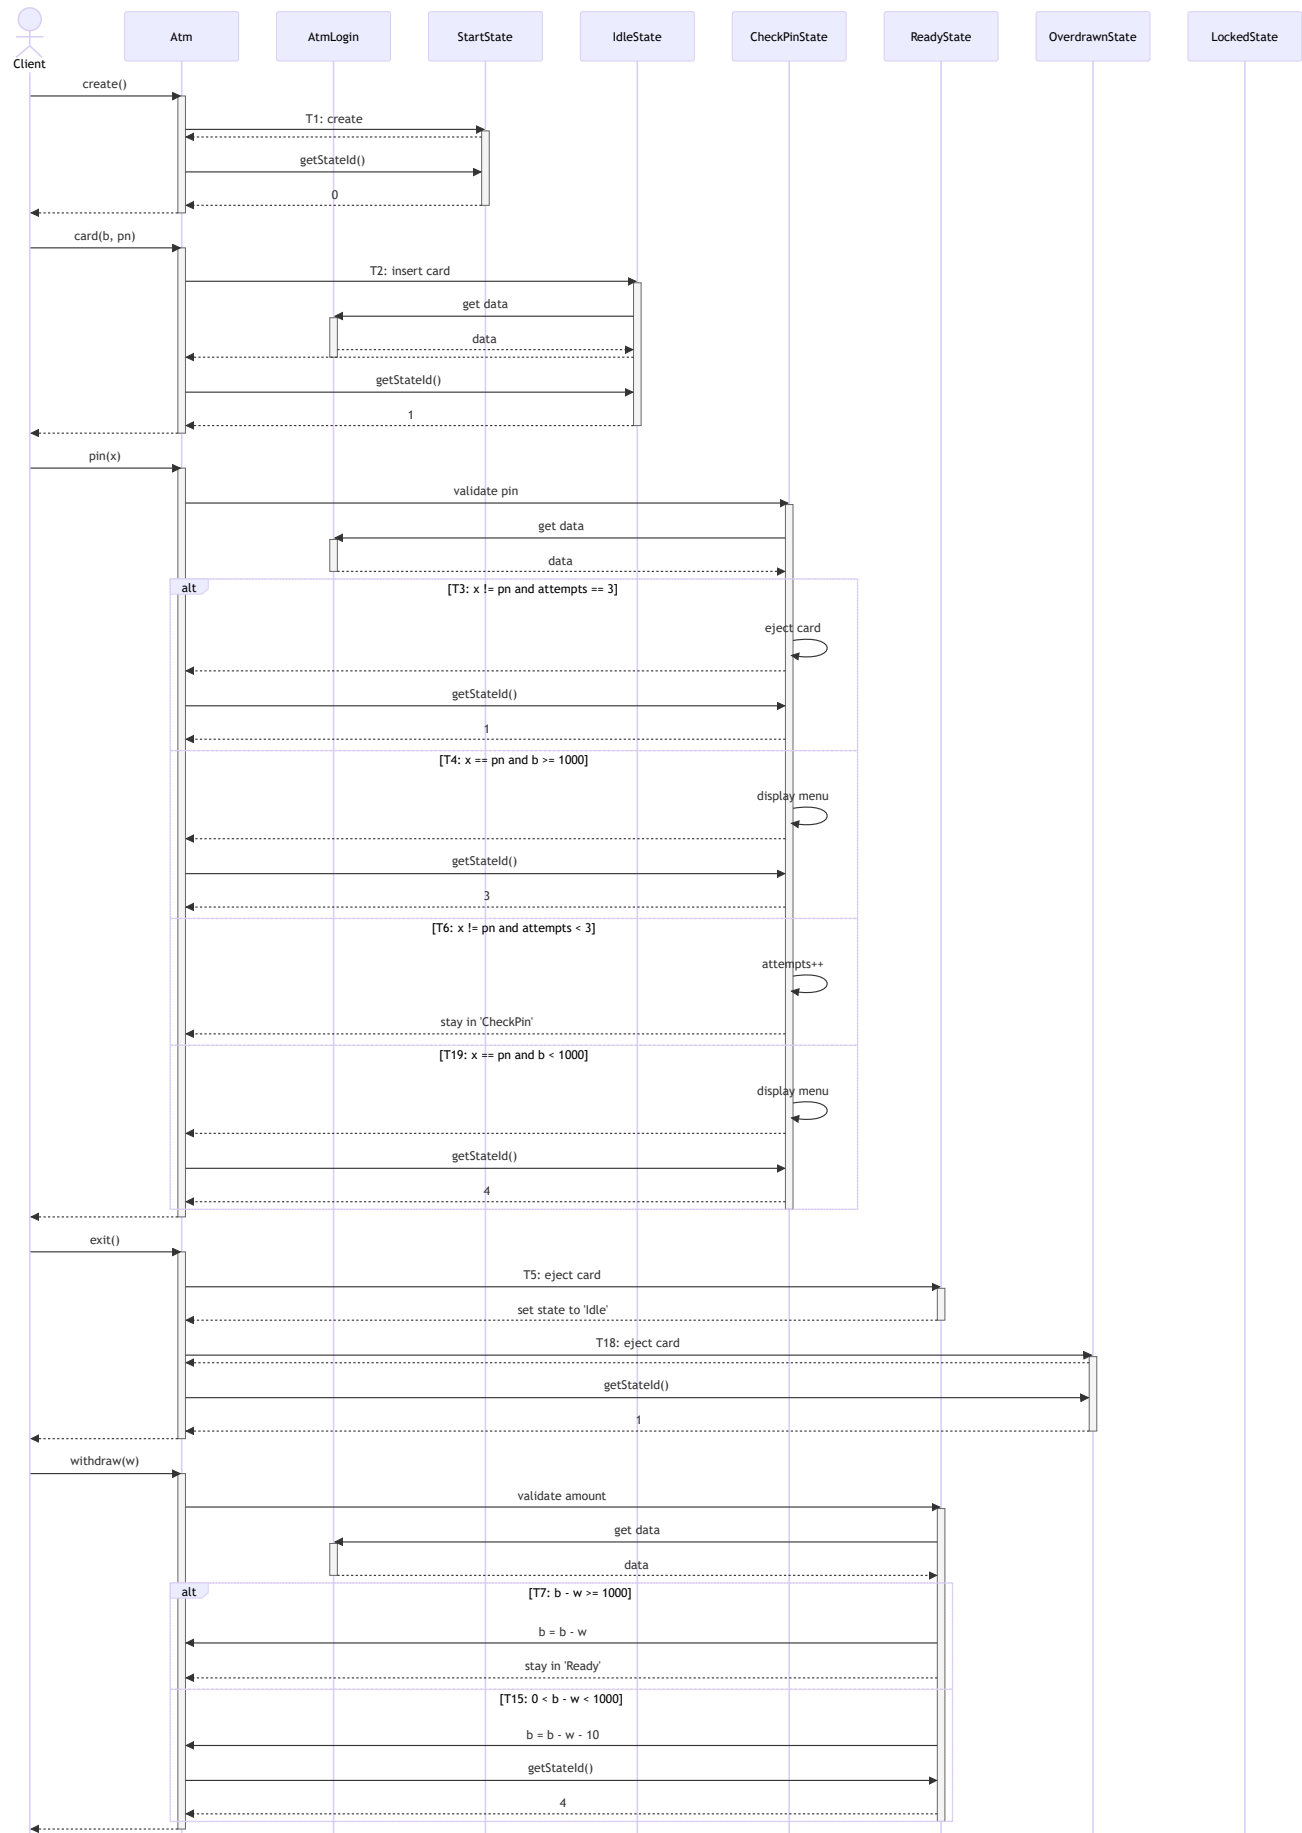 Client
Atm
AtmLogin
StartState
IdleState
CheckPinState
ReadyState
OverdrawnState
LockedState
create()
T1: create
getStateId()
0
card(b, pn)
T2: insert card
get data
data
getStateId()
1
pin(x)
validate pin
get data
data
alt
[T3: x != pn and attempts == 3]
eject card
getStateId()
1
[T4: x == pn and b >= 1000]
display menu
getStateId()
3
[T6: x != pn and attempts < 3]
attempts++
stay in 'CheckPin'
[T19: x == pn and b < 1000]
display menu
getStateId()
4
exit()
T5: eject card
set state to 'Idle'
T18: eject card
getStateId()
1
withdraw(w)
validate amount
get data
data
alt
[T7: b - w >= 1000]
b = b - w
stay in 'Ready'
[T15: 0 < b - w < 1000]
b = b - w - 10
getStateId()
4